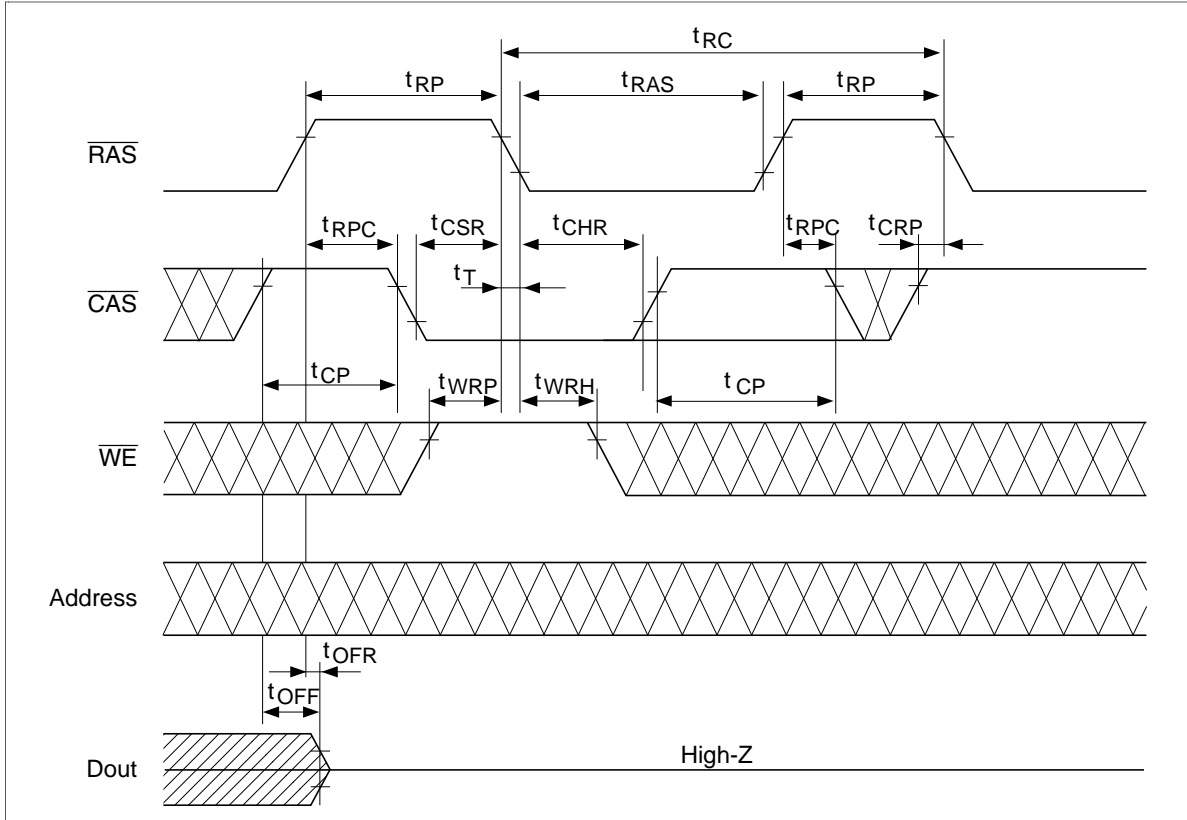 tRC
tRP
tRAS
tRP
RAS
tRPC
tCSR
tCHR
tRPC
tCRP
tT
CAS
tCP
tWRP
tWRH
tCP
WE
Address
tOFR
tOFF
High-Z
Dout